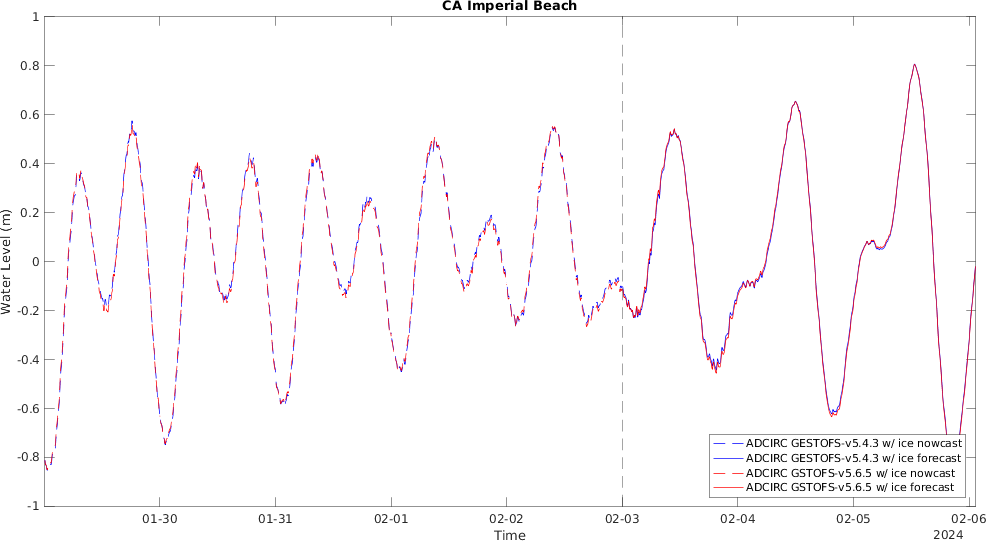 CA Imperial Beach
1
0.8
0.6
0.4
0.2
0
-0.2
-0.4
-0.6
-0.8
-1
Water Level (m)
ADCIRC GESTOFS-v5.4.3 w/ ice nowcast
ADCIRC GESTOFS-v5.4.3 w/ ice forecast
ADCIRC GSTOFS-v5.6.5 w/ ice nowcast
ADCIRC GSTOFS-v5.6.5 w/ ice forecast
01-30 01-31 02-01 02-02 02-03 02-04 02-05 02-06
Time
2024